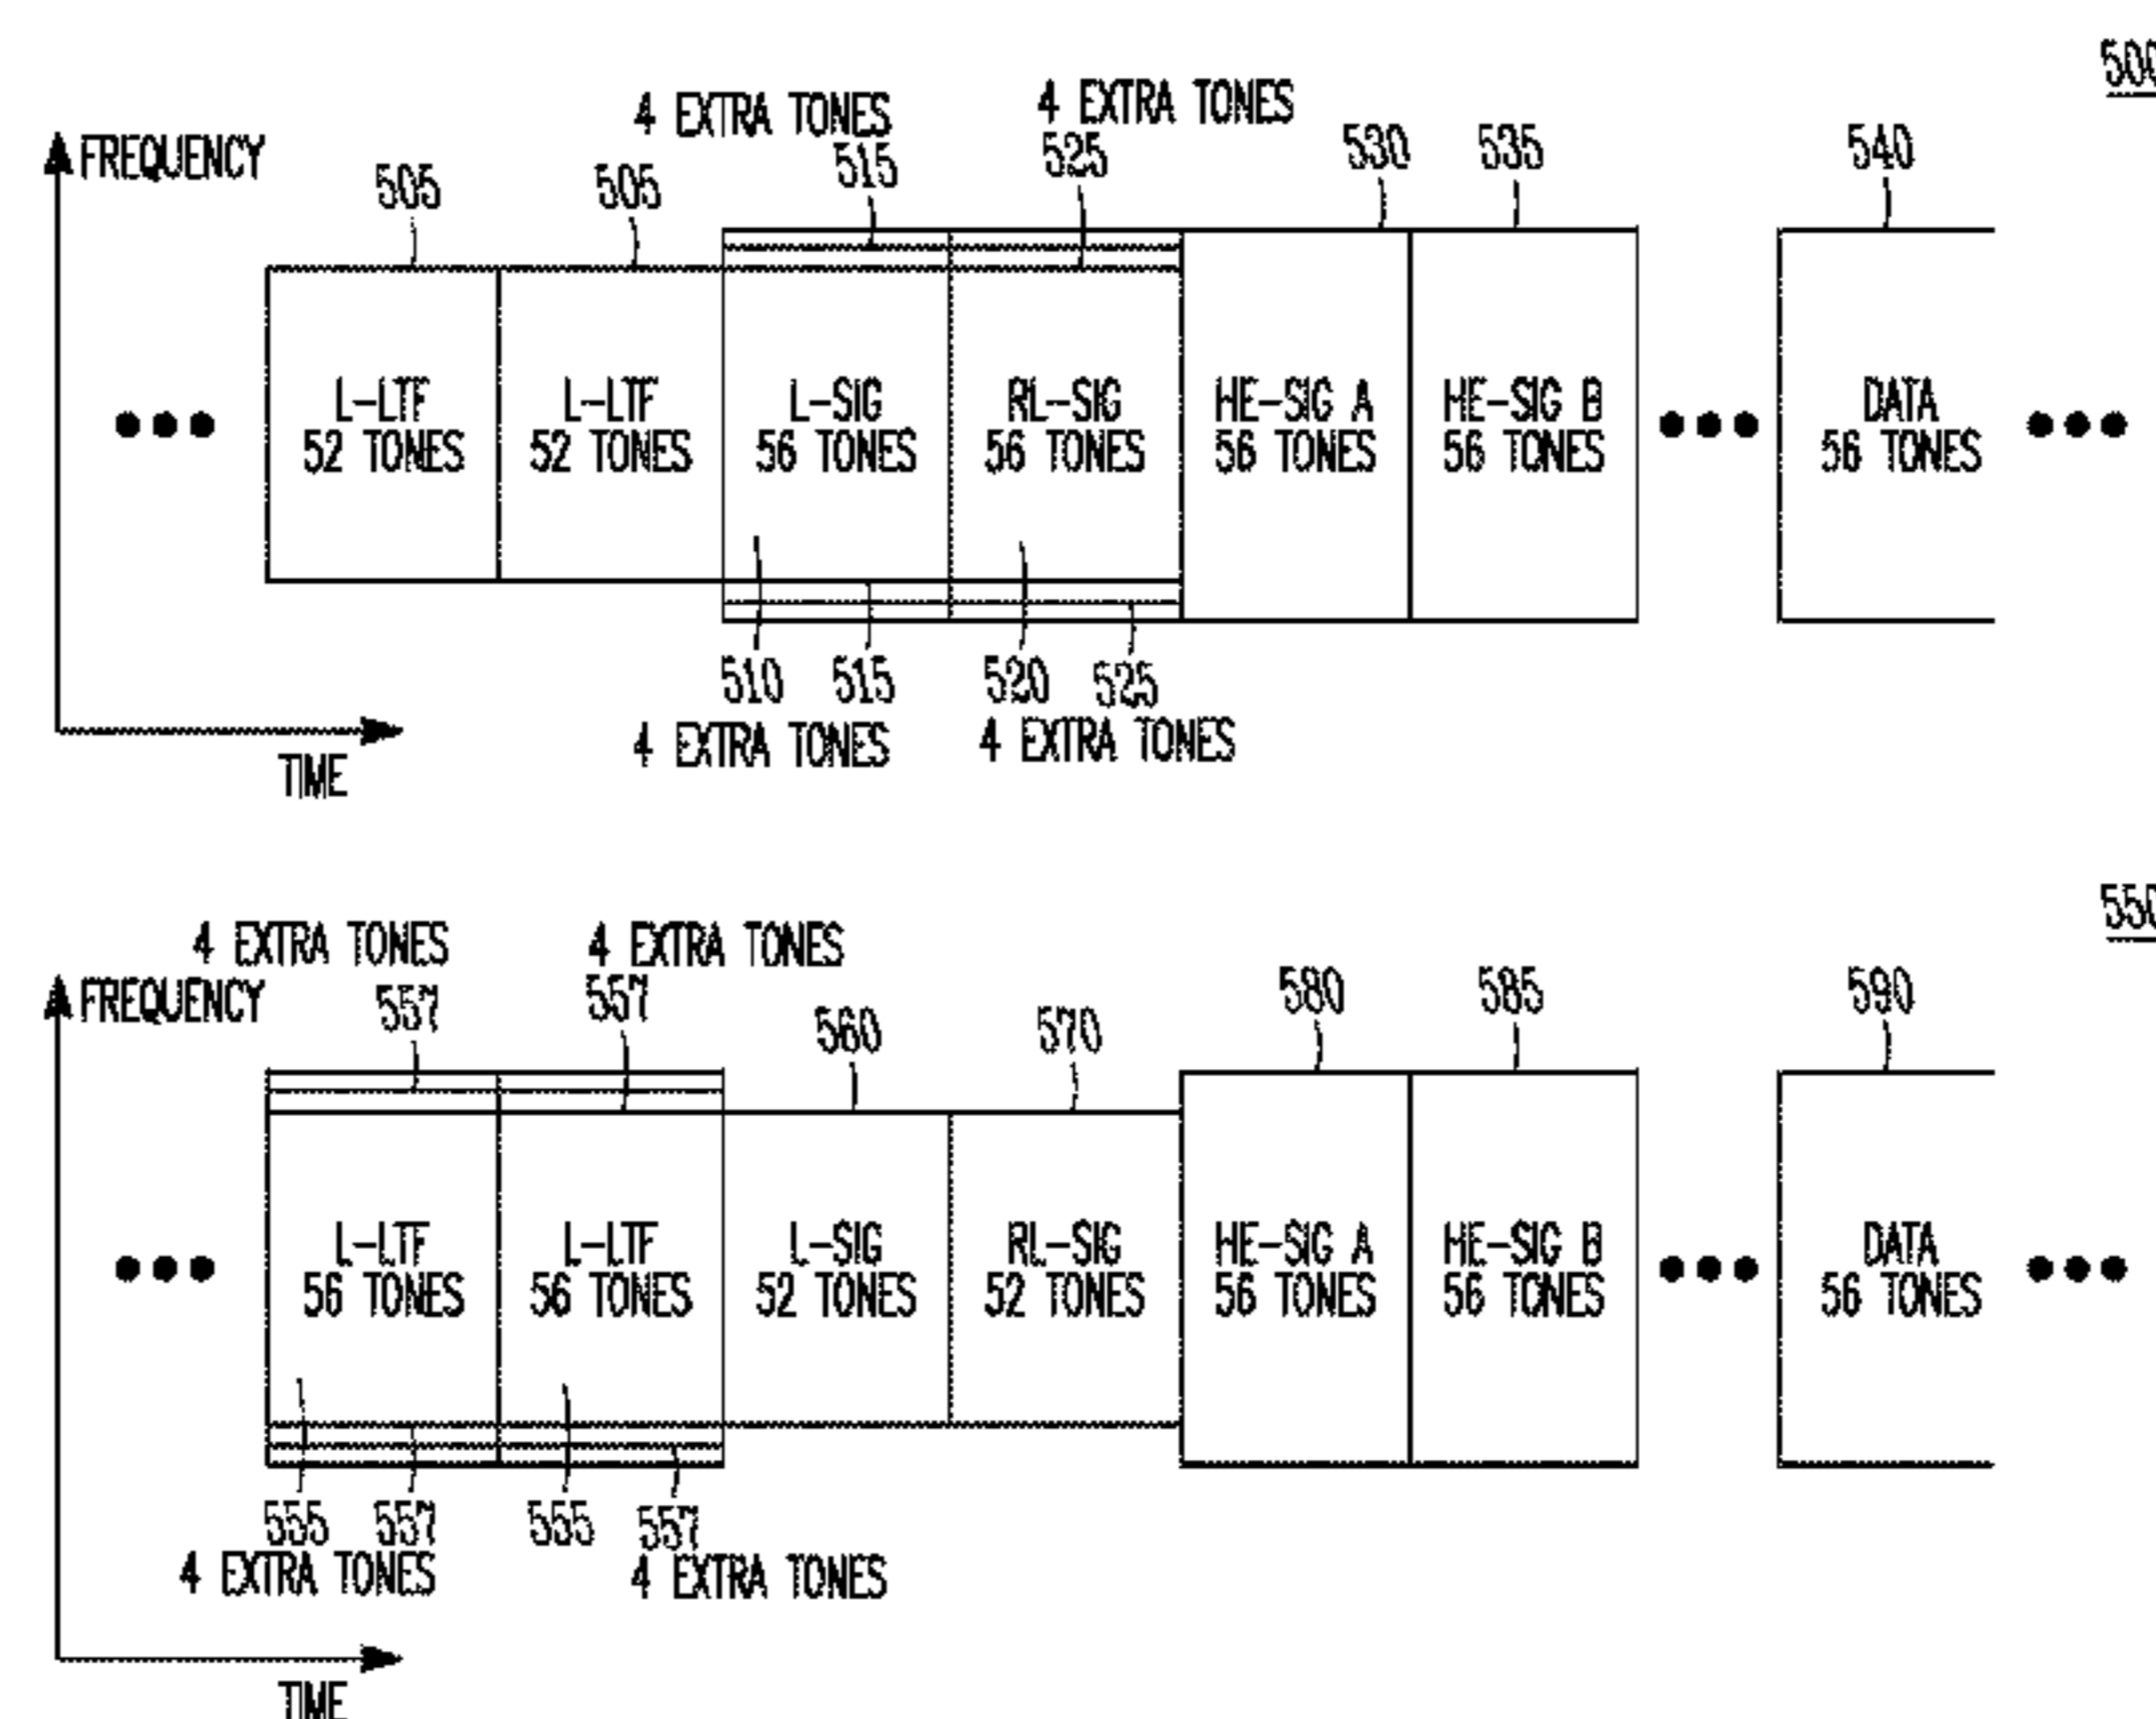 500
4 EXTRA TONES 4 EXTRA TONES
FREQUENCY 505 505 515 525 530 535 540
L-LTF L-LTF L-SIG RL-SIG HE-SIG A HE-SIG B DATA
52 TONES 52 TONES 56 TONES 56 TONES 56 TONES 56 TONES 56 TONES
510 515 520 525
4 EXTRA TONES 4 EXTRA TONES
TIME
550
4 EXTRA TONES 4 EXTRA TONES
FREQUENCY 557 557 560 570 580 585 590
L-LTF L-LTF L-SIG RL-SIG HE-SIG A HE-SIG B DATA
56 TONES 56 TONES 52 TONES 52 TONES 56 TONES 56 TONES 56 TONES
555 557 555 557
4 EXTRA TONES 4 EXTRA TONES
TIME